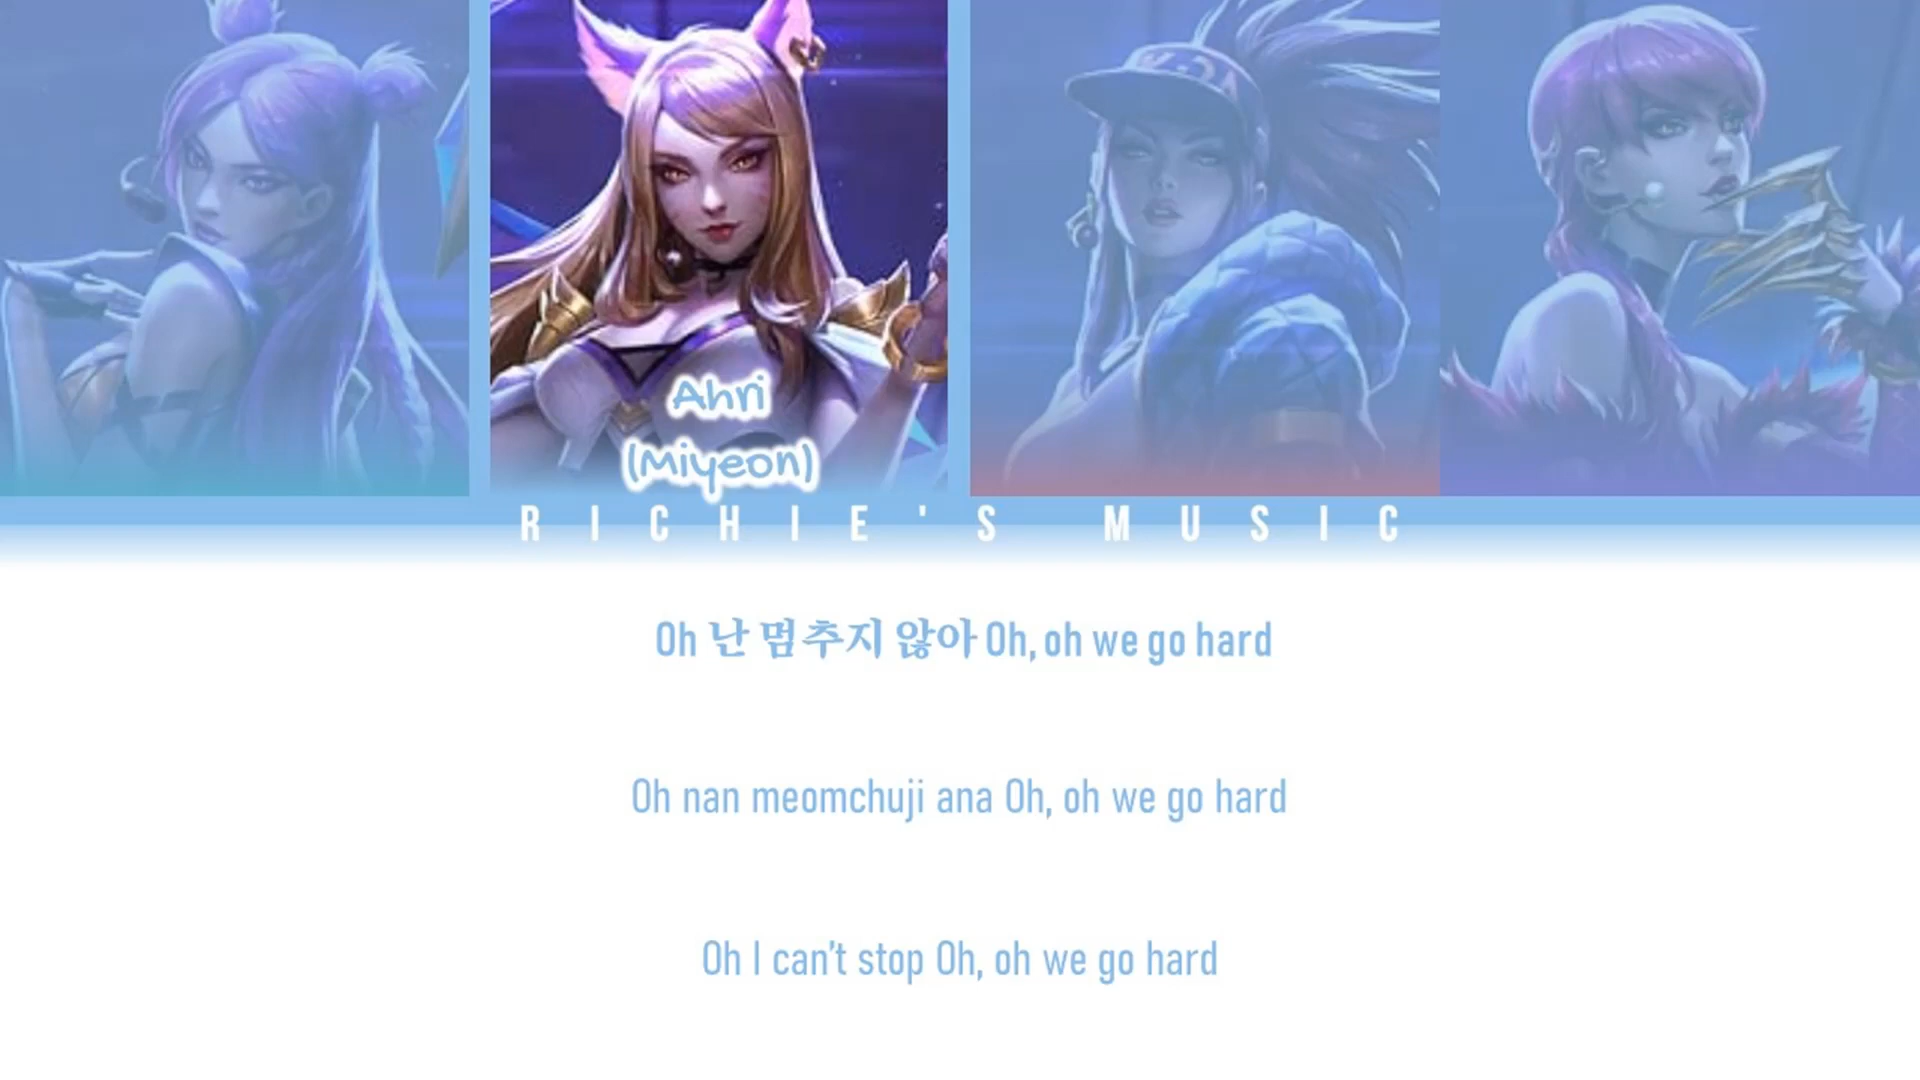 K/DA
Ahri
(Miyeon)
RICHIE'S MUSIC
Oh 난 멈추지 않아 Oh, oh we go hard
Oh nan meomchuji ana Oh, oh we go hard
Oh I can't stop Oh, oh we go hard